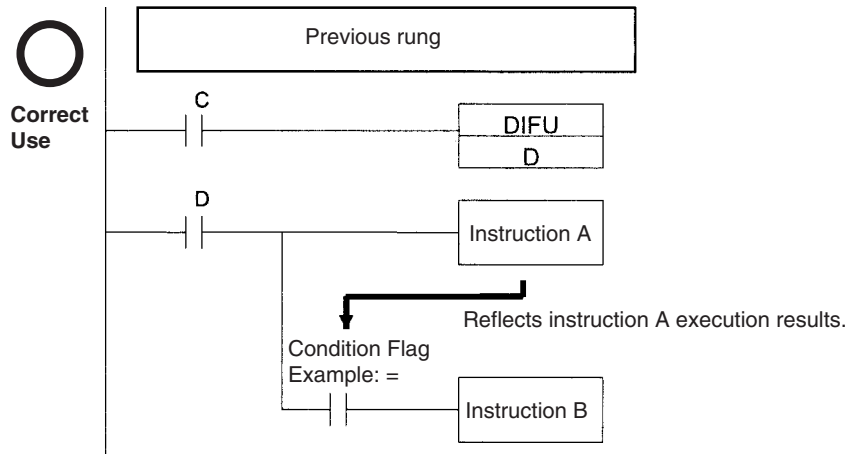 Previous rung
Correct
Use
C
DIFU
D
D
Instruction A
Reflects instruction A execution results.
Condition Flag
Example: =
Instruction B